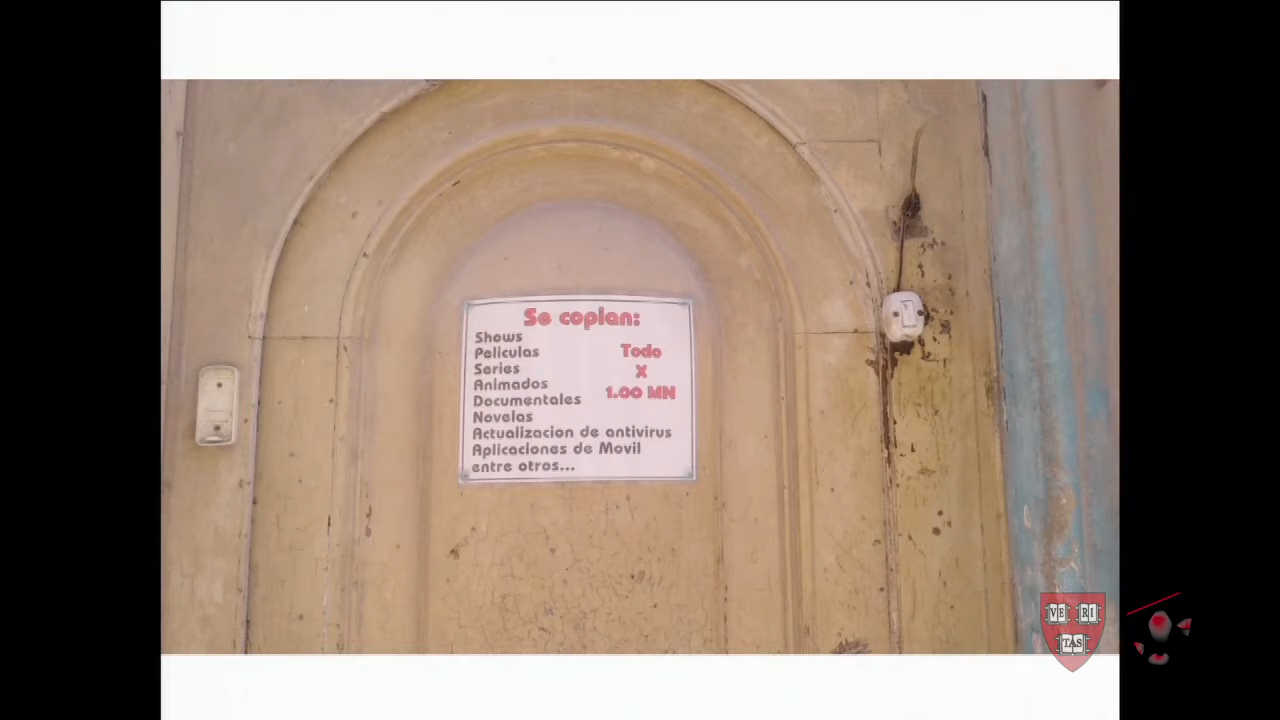 Se copian:
Shows
Peliculas
Series
Animados
Documentales
Novelas
Actualizacion de antivirus
Aplicaciones de Movil
entre otros...
Todo
X
1.00 MN
VE RI
TAS